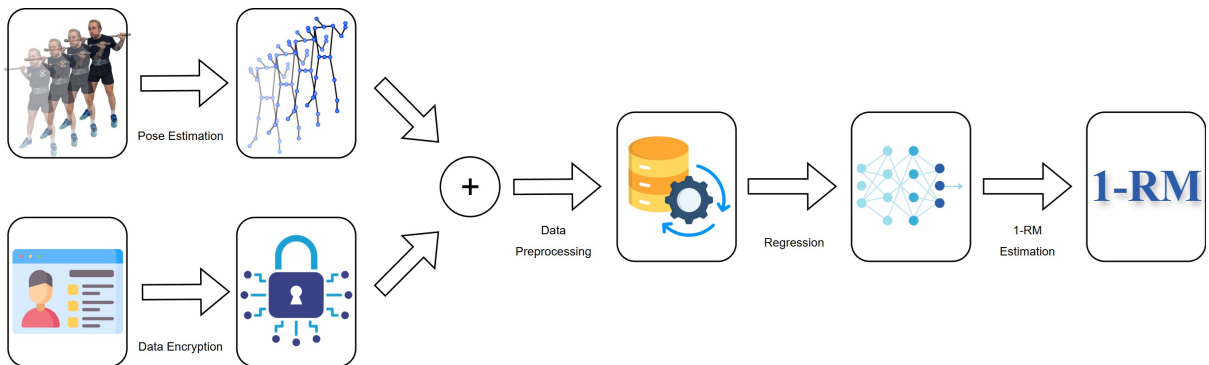 Pose Estimation
Data Encryption
+
Data
Preprocessing
Regression
1-RM
Estimation
1-RM